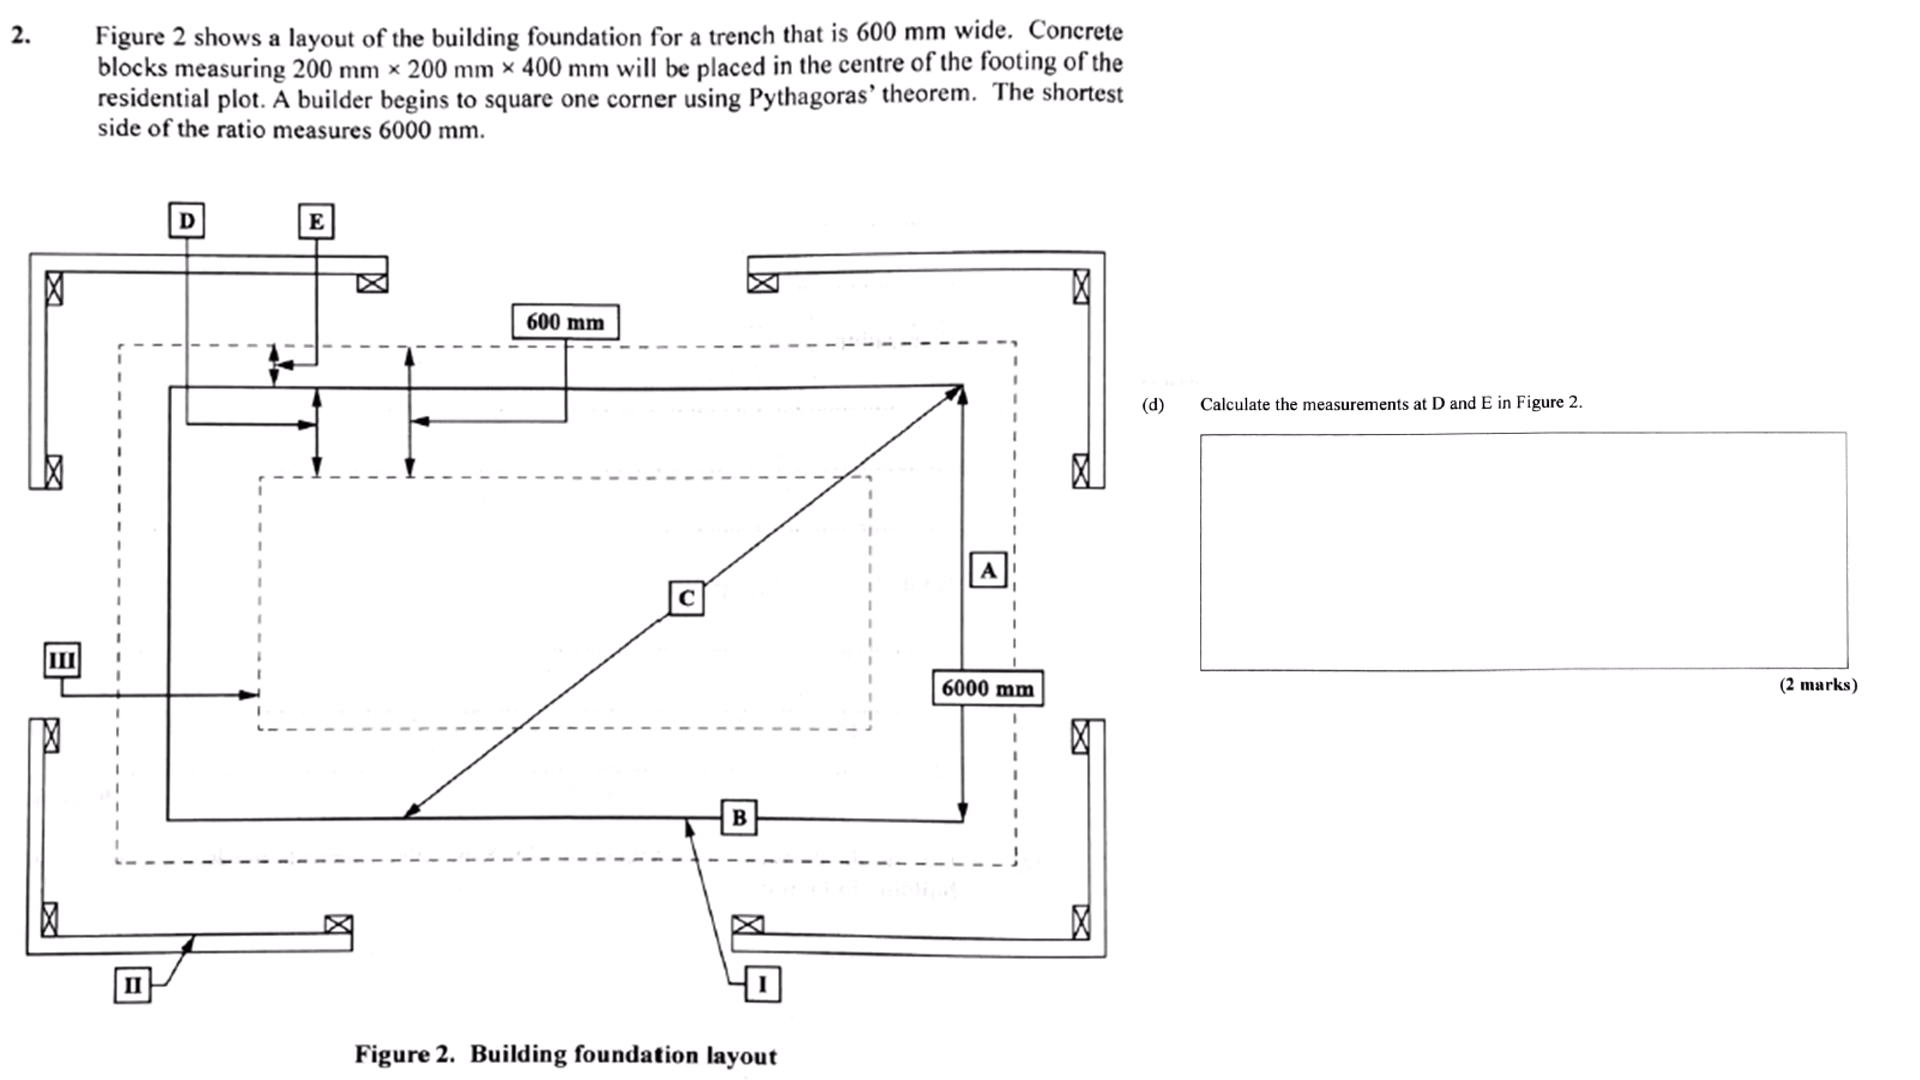 2. Figure 2 shows a layout of the building foundation for a trench that is 600 mm wide. Concrete
blocks measuring 200 mm × 200 mm × 400 mm will be placed in the centre of the footing of the
residential plot. A builder begins to square one corner using Pythagoras’ theorem. The shortest
side of the ratio measures 6000 mm.
D
E
600 mm
(d) Calculate the measurements at D and E in Figure 2.
A
C
III
6000 mm
(2 marks)
B
II
I
Figure 2. Building foundation layout